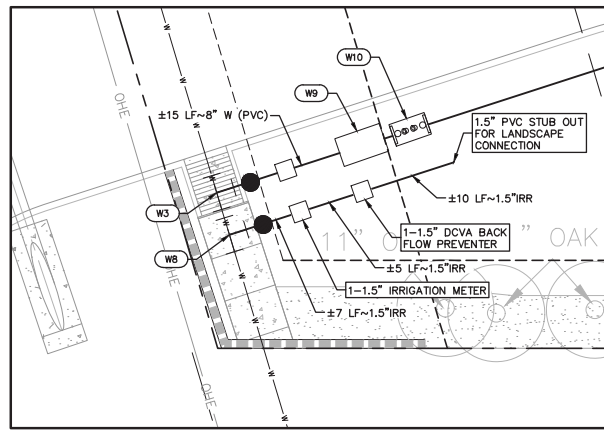 W10
W9
±15 LF~8" W (PVC)
1.5" PVC STUB OUT
FOR LANDSCAPE
CONNECTION
OHE
W
W
W
W3
±10 LF~1.5"IRR
W8
1-1.5" DCVA BACK
FLOW PREVENTER
11" O
" OAK
±5 LF~1.5"IRR
OHE
1-1.5" IRRIGATION METER
±7 LF~1.5"IRR
W
W
W
OHE
W